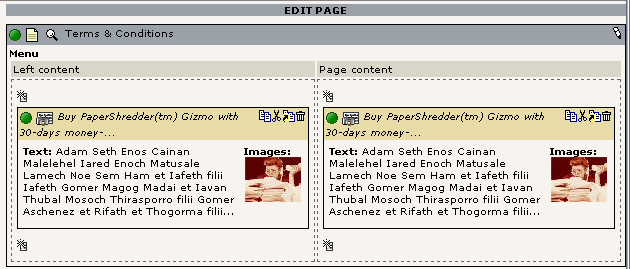 EDIT PAGE
Terms & Conditions
Menu
Left content
Page content
Buy PaperShredder(tm) Gizmo with
30-days money-...
Text: Adam Seth Enos Cainan
Malelehel Iared Enoch Matusale
Lamech Noe Sem Ham et Iafeth filii
Iafeth Gomer Magog Madai et Iavan
Thubal Mosoch Thirasporro filii Gomer
Aschenez et Rifath et Thogorma filii...
Images:
Buy PaperShredder(tm) Gizmo with
30-days money-...
Text: Adam Seth Enos Cainan
Malelehel Iared Enoch Matusale
Lamech Noe Sem Ham et Iafeth filii
Iafeth Gomer Magog Madai et Iavan
Thubal Mosoch Thirasporro filii Gomer
Aschenez et Rifath et Thogorma filii...
Images: